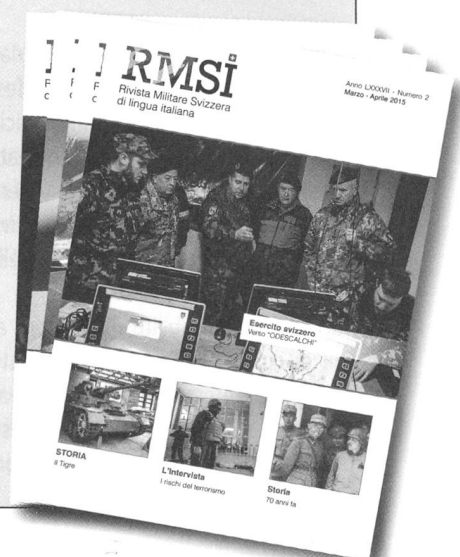 RMSI
Rivista Militare Svizzera
di lingua italiana
Anno LXXXVII - Numero 2
Marzo - Aprile 2015
Esercito svizzero
Verso "ODESCALCHI"
STORIA
il Tigre
L'Intervista
I rischi del terrorismo
Storia
70 anni fa